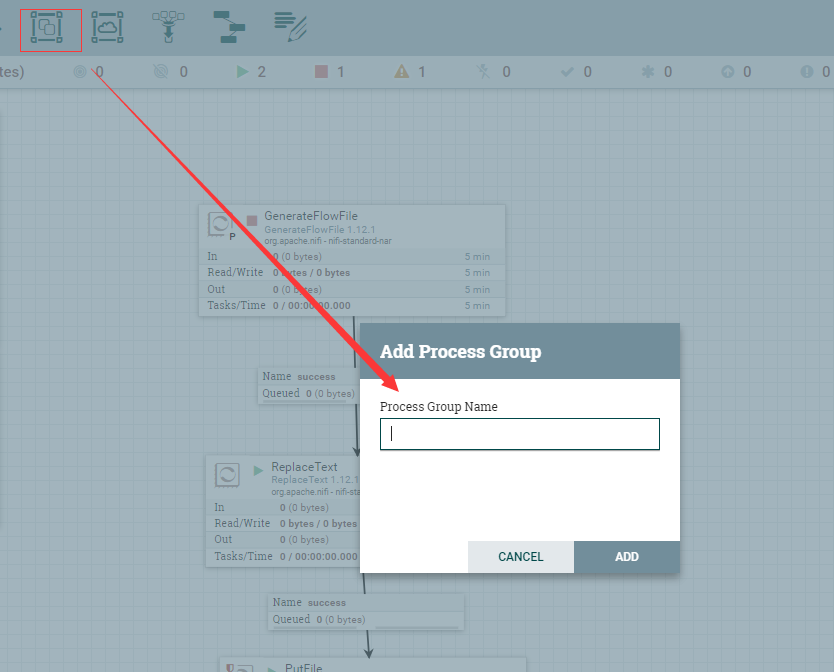 tes) 0 0 2 1 1 0 0 0 0 0
GenerateFlowFile
GenerateFlowFile 1.12.1
org.apache.nifi - nifi-standard-nar
P
In 0 (0 bytes) 5 min
Read/Write 0 bytes / 0 bytes 5 min
Out 0 (0 bytes) 5 min
Tasks/Time 0 / 00:00:00.000 5 min
Name success
Queued 0 (0 bytes)
Add Process Group
Process Group Name
CANCEL ADD
ReplaceText
ReplaceText 1.12.1
org.apache.nifi - nifi-sta
In 0 (0 bytes)
Read/Write 0 bytes / 0 bytes
Out 0 (0 bytes)
Tasks/Time 0 / 00:00:00.000
Name success
Queued 0 (0 bytes)
PutFile